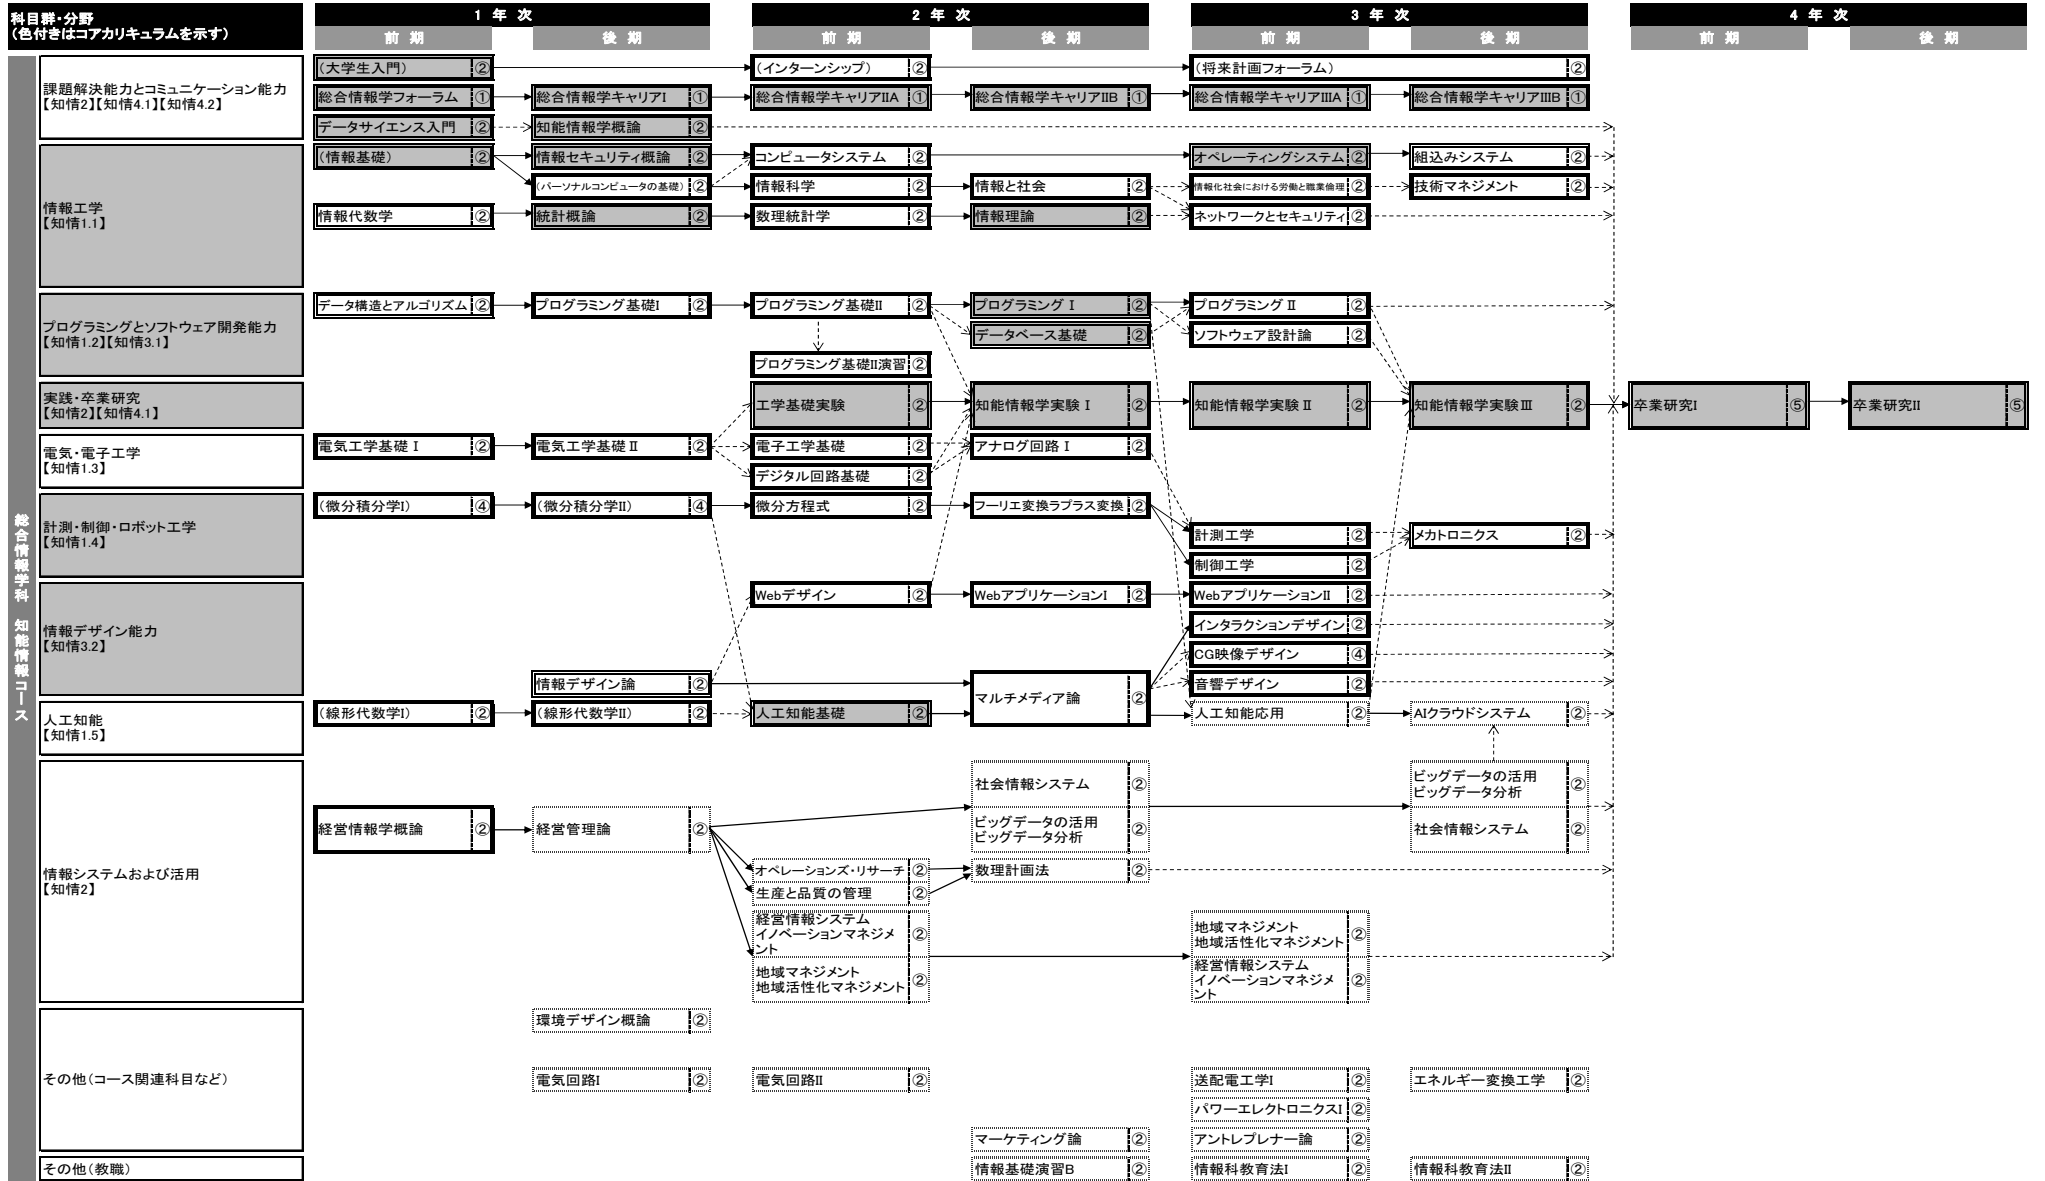 科目群・分野
（色付きはコアカリキュラムを示す）
1 年 次
2 年 次
3 年 次
4 年 次
前 期
後 期
前 期
後 期
前 期
後 期
前 期
後 期
総合情報学科 知能情報コース
課題解決能力とコミュニケーション能力
【知情2】【知情4.1】【知情4.2】
（大学生入門） ②
（インターンシップ） ②
（将来計画フォーラム） ②
総合情報学フォーラム ①
総合情報学キャリアI ①
総合情報学キャリアIIA ①
総合情報学キャリアIIB ①
総合情報学キャリアIIIA ①
総合情報学キャリアIIIB ①
データサイエンス入門 ②
知能情報学概論 ②
情報工学
【知情1.1】
（情報基礎） ②
情報セキュリティ概論 ②
コンピュータシステム ②
オペレーティングシステム ②
組込みシステム ②
（パーソナルコンピュータの基礎） ②
情報科学 ②
情報と社会 ②
情報化社会における労働と職業倫理 ②
技術マネジメント ②
情報代数学 ②
統計概論 ②
数理統計学 ②
情報理論 ②
ネットワークとセキュリティ ②
プログラミングとソフトウェア開発能力
【知情1.2】【知情3.1】
データ構造とアルゴリズム ②
プログラミング基礎I ②
プログラミング基礎II ②
プログラミング I ②
プログラミング II ②
データベース基礎 ②
ソフトウェア設計論 ②
プログラミング基礎II演習 ②
実践・卒業研究
【知情2】【知情4.1】
工学基礎実験 ②
知能情報学実験 I ②
知能情報学実験 II ②
知能情報学実験Ⅲ ②
卒業研究I ⑤
卒業研究II ⑤
電気・電子工学
【知情1.3】
電気工学基礎 I ②
電気工学基礎 II ②
電子工学基礎 ②
アナログ回路 I ②
デジタル回路基礎 ②
計測・制御・ロボット工学
【知情1.4】
（微分積分学I） ④
（微分積分学II） ④
微分方程式 ②
フーリエ変換ラプラス変換 ②
計測工学 ②
メカトロニクス ②
制御工学 ②
情報デザイン能力
【知情3.2】
Webデザイン ②
WebアプリケーションI ②
WebアプリケーションII ②
インタラクションデザイン ②
CG映像デザイン ④
情報デザイン論 ②
マルチメディア論 ②
音響デザイン ②
人工知能
【知情1.5】
（線形代数学I） ②
（線形代数学II） ②
人工知能基礎 ②
人工知能応用 ②
AIクラウドシステム ②
情報システムおよび活用
【知情2】
社会情報システム ②
ビッグデータの活用
ビッグデータ分析 ②
経営情報学概論 ②
経営管理論 ②
ビッグデータの活用
ビッグデータ分析 ②
社会情報システム ②
オペレーションズ・リサーチ ②
数理計画法 ②
生産と品質の管理 ②
経営情報システム
イノベーションマネジメ
ント ②
地域マネジメント
地域活性化マネジメント ②
地域マネジメント
地域活性化マネジメント ②
経営情報システム
イノベーションマネジメ
ント ②
その他（コース関連科目など）
環境デザイン概論 ②
電気回路I ②
電気回路II ②
送配電工学I ②
エネルギー変換工学 ②
パワーエレクトロニクスI ②
マーケティング論 ②
アントレプレナー論 ②
その他（教職）
情報基礎演習B ②
情報科教育法I ②
情報科教育法II ②